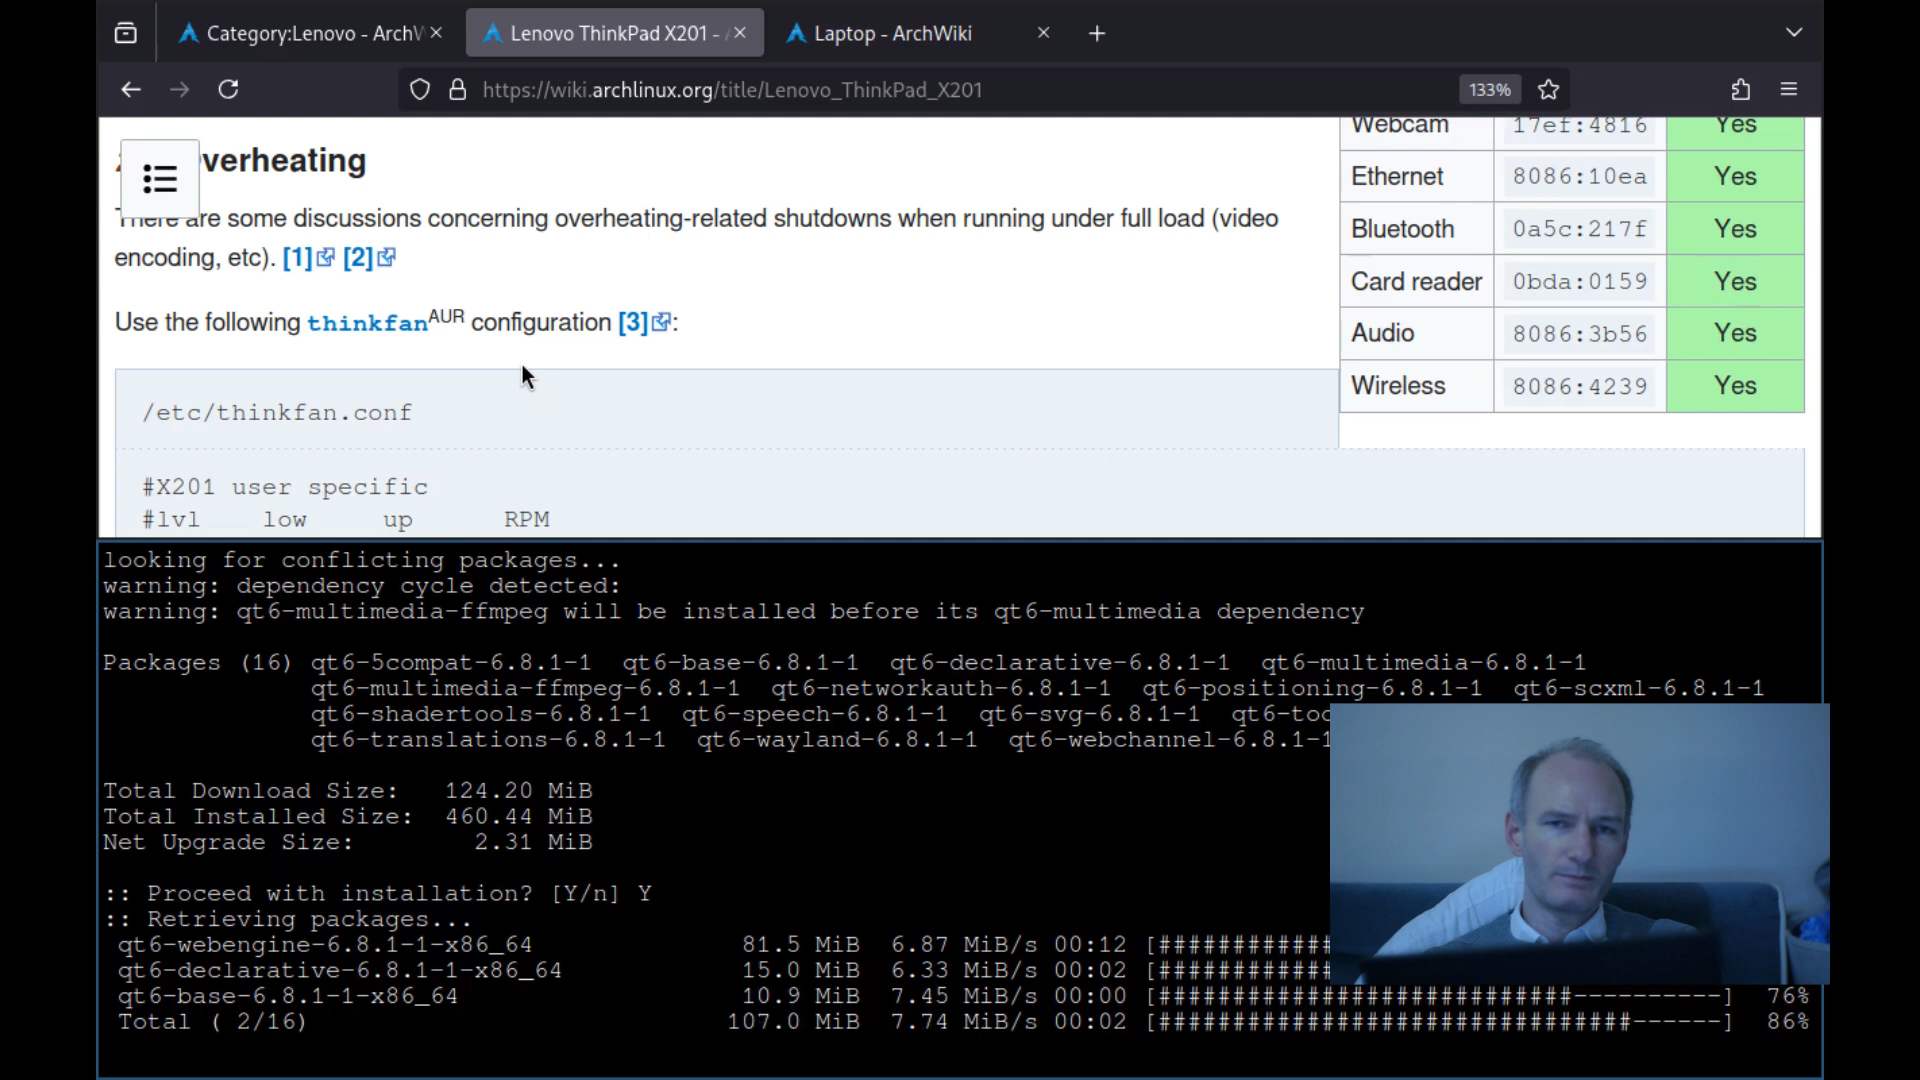 Category:Lenovo - ArchW
Lenovo ThinkPad X201 - A
Laptop - ArchWiki
https://wiki.archlinux.org/title/Lenovo_ThinkPad_X201
133%
verheating
There are some discussions concerning overheating-related shutdowns when running under full load (video
encoding, etc). [1] [2]
Use the following thinkfanAUR configuration [3]:
/etc/thinkfan.conf
#X201 user specific
#lvl low up RPM
Webcam 17ef:4816 Yes
Ethernet 8086:10ea Yes
Bluetooth 0a5c:217f Yes
Card reader 0bda:0159 Yes
Audio 8086:3b56 Yes
Wireless 8086:4239 Yes
looking for conflicting packages...
warning: dependency cycle detected:
warning: qt6-multimedia-ffmpeg will be installed before its qt6-multimedia dependency
Packages (16) qt6-5compat-6.8.1-1 qt6-base-6.8.1-1 qt6-declarative-6.8.1-1 qt6-multimedia-6.8.1-1
qt6-multimedia-ffmpeg-6.8.1-1 qt6-networkauth-6.8.1-1 qt6-positioning-6.8.1-1 qt6-scxml-6.8.1-1
qt6-shadertools-6.8.1-1 qt6-speech-6.8.1-1 qt6-svg-6.8.1-1 qt6-too
qt6-translations-6.8.1-1 qt6-wayland-6.8.1-1 qt6-webchannel-6.8.1-1
Total Download Size: 124.20 MiB
Total Installed Size: 460.44 MiB
Net Upgrade Size: 2.31 MiB
:: Proceed with installation? [Y/n] Y
:: Retrieving packages...
qt6-webengine-6.8.1-1-x86_64 81.5 MiB 6.87 MiB/s 00:12 [############
qt6-declarative-6.8.1-1-x86_64 15.0 MiB 6.33 MiB/s 00:02 [############
qt6-base-6.8.1-1-x86_64 10.9 MiB 7.45 MiB/s 00:00 [############################----------] 76%
Total ( 2/16) 107.0 MiB 7.74 MiB/s 00:02 [################################------] 86%